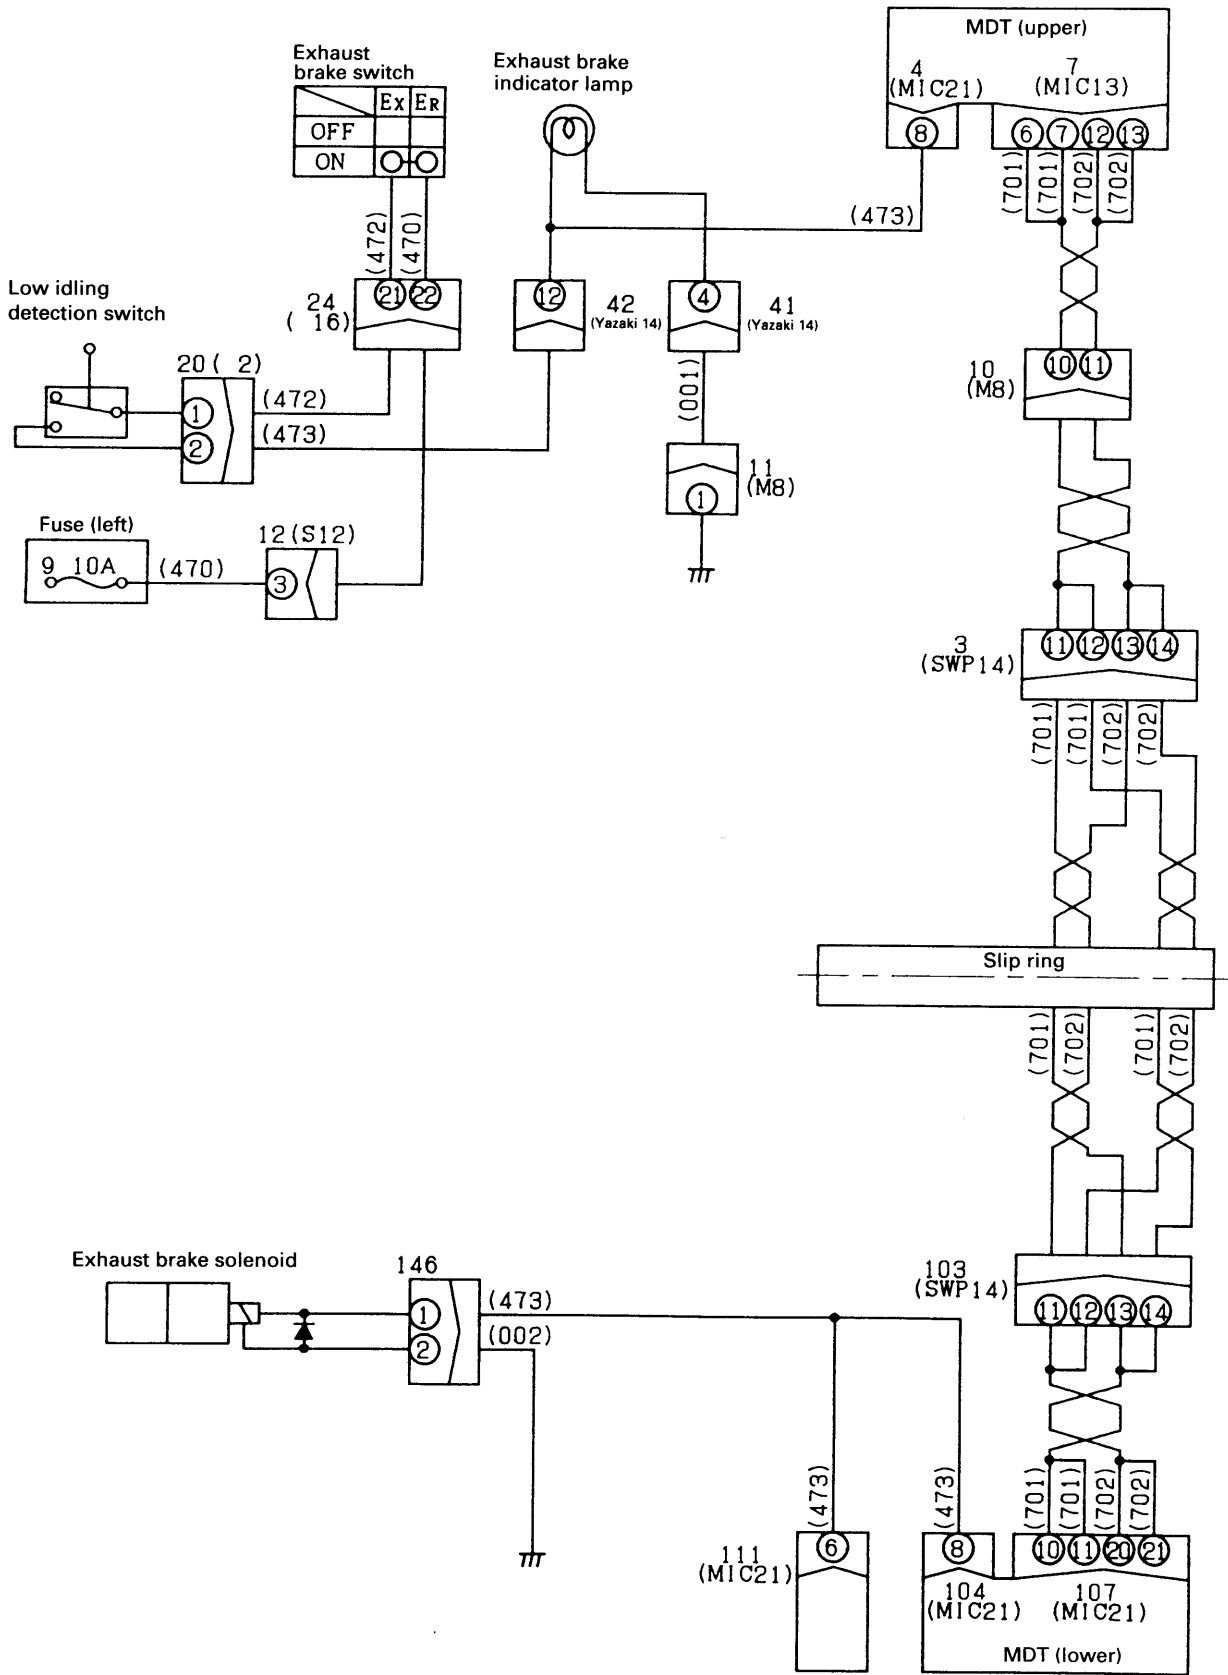 MDT (upper)
4
(MIC21)
7
(MIC13)
8
6 7 12 13
(701) (701) (702) (702)
Exhaust
brake switch
Ex ER
OFF
ON
Exhaust brake
indicator lamp
(473)
(472) (470)
21 22
24
( 16)
12
42
(Yazaki 14)
4
41
(Yazaki 14)
Low idling
detection switch
20( 2)
1
(472)
2
(473)
(001)
10 11
10
(M8)
11
(M8)
1
Fuse (left)
9 10A
(470)
12(S12)
3
3
(SWP14)
11 12 13 14
(701) (701) (702) (702)
Slip ring
(701) (702) (701) (702)
Exhaust brake solenoid
146
1
(473)
2
(002)
103
(SWP14)
11 12 13 14
(473)
(473)
(701) (701) (702) (702)
111
(MIC21)
6
8
10 11 20 21
104
(MIC21)
107
(MIC21)
MDT (lower)